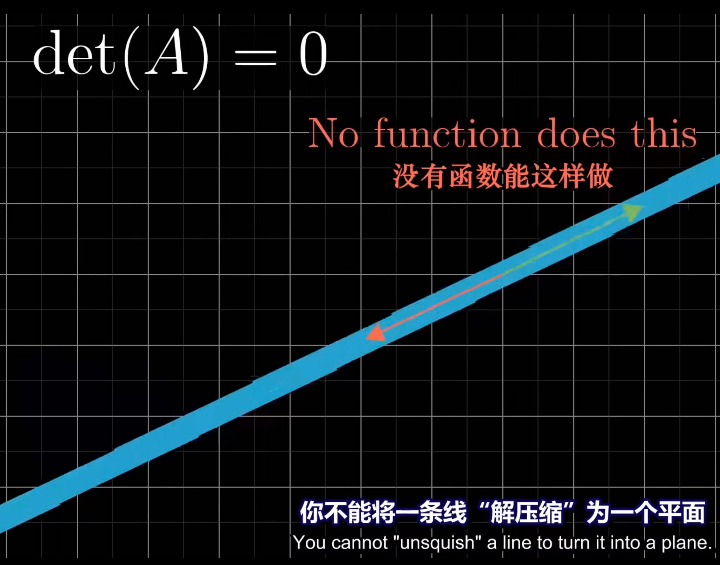 det(A) = 0
No function does this
没有函数能这样做
你不能将一条线“解压缩”为一个平面
You cannot "unsquish" a line to turn it into a plane.